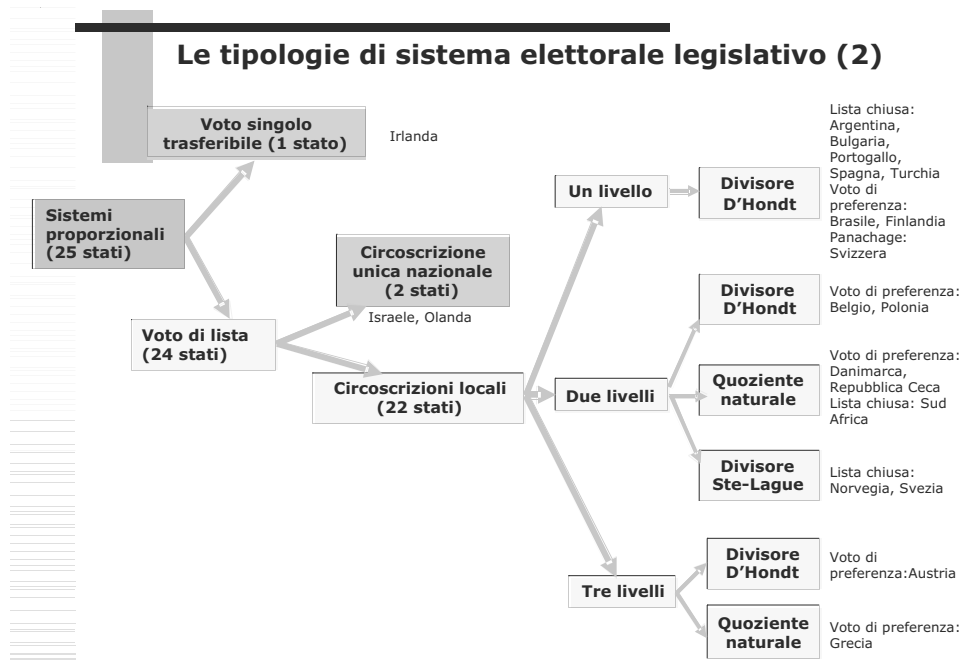 Le tipologie di sistema elettorale legislativo (2)
Voto singolo
trasferibile (1 stato)
Irlanda
Sistemi
proporzionali
(25 stati)
Circoscrizione
unica nazionale
(2 stati)
Israele, Olanda
Voto di lista
(24 stati)
Circoscrizioni locali
(22 stati)
Un livello
Divisore
D'Hondt
Lista chiusa:
Argentina,
Bulgaria,
Portogallo,
Spagna, Turchia
Voto di
preferenza:
Brasile, Finlandia
Panachage:
Svizzera
Due livelli
Divisore
D'Hondt
Voto di preferenza:
Belgio, Polonia
Quoziente
naturale
Voto di preferenza:
Danimarca,
Repubblica Ceca
Lista chiusa: Sud
Africa
Divisore
Ste-Lague
Lista chiusa:
Norvegia, Svezia
Tre livelli
Divisore
D'Hondt
Voto di
preferenza:Austria
Quoziente
naturale
Voto di preferenza:
Grecia